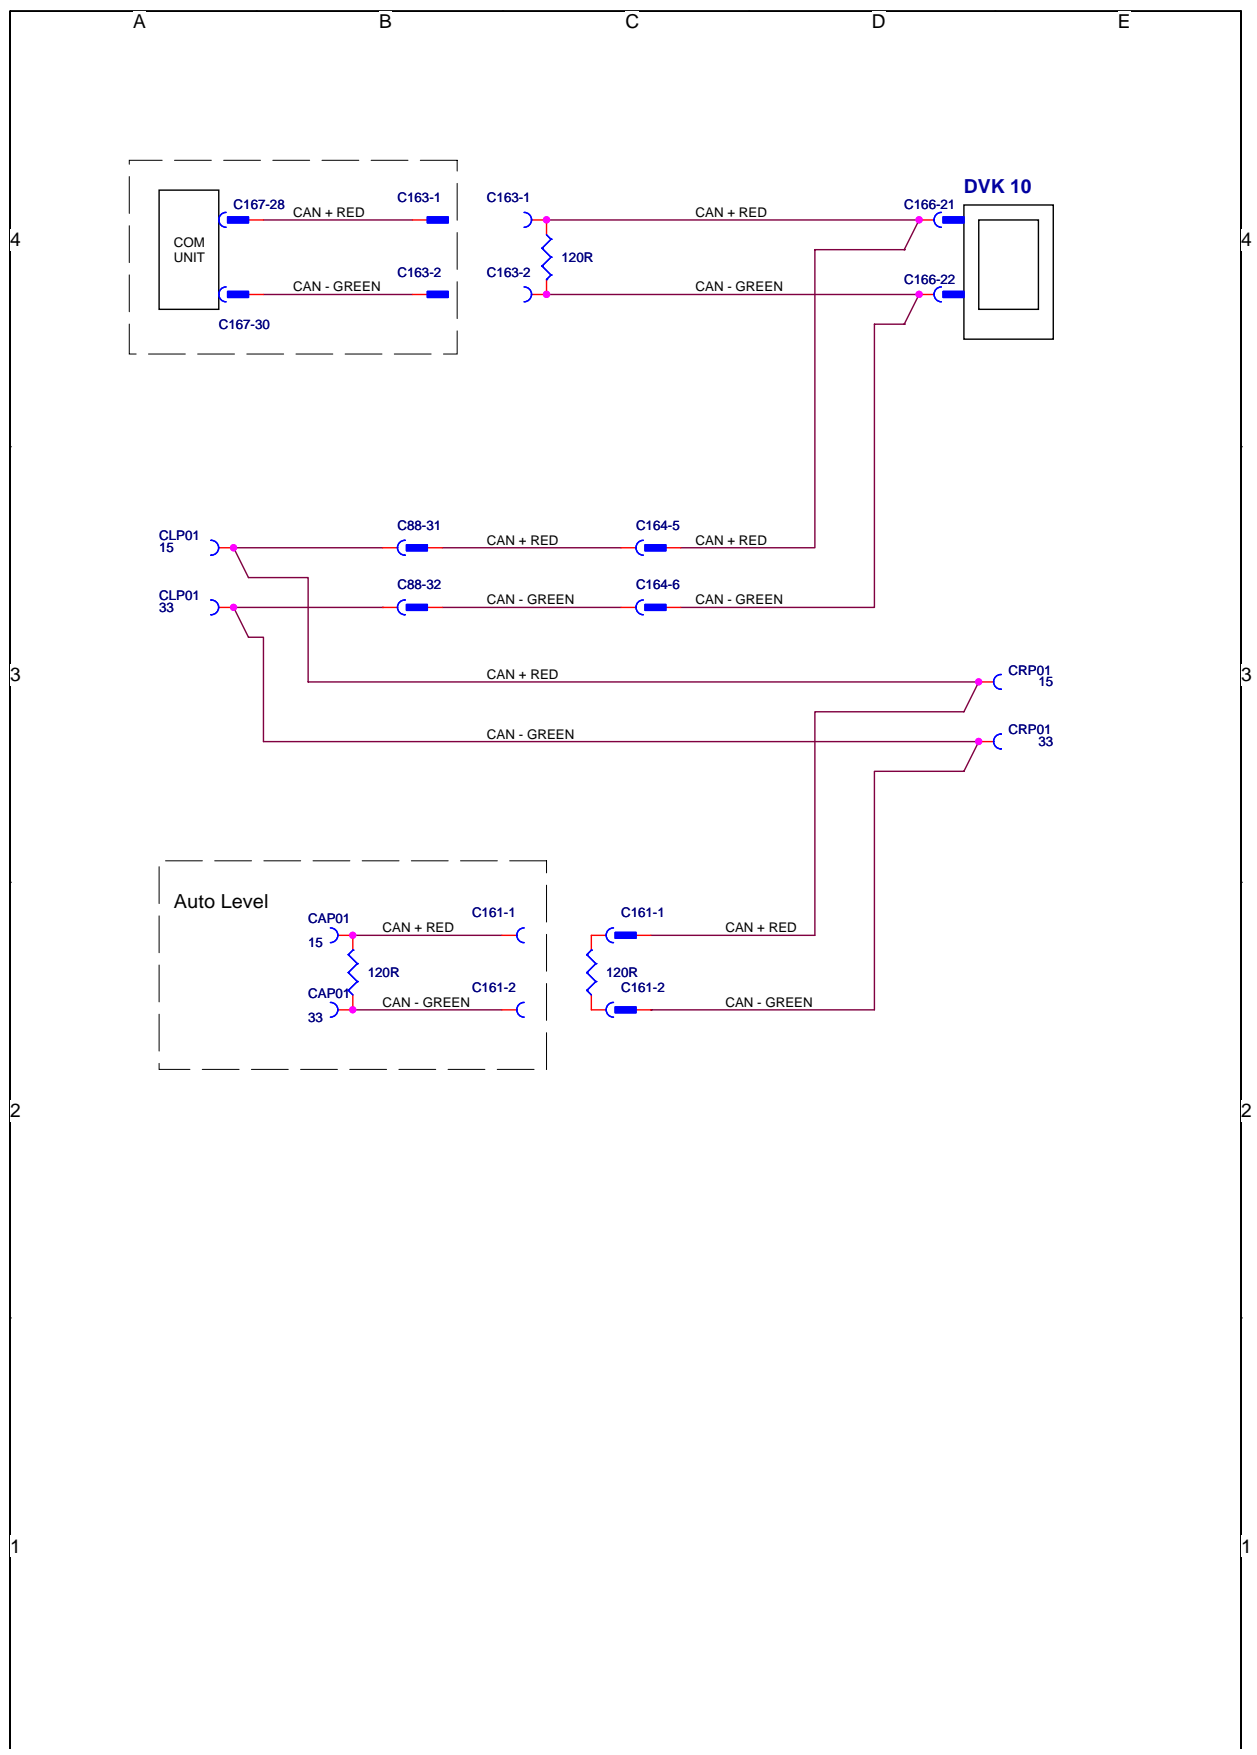 A B C D E
DVK 10
C167-28 C163-1 C163-1 C166-21
CAN + RED CAN + RED
4 COM 4
UNIT 120R
C163-2 C163-2 C166-22
CAN - GREEN CAN - GREEN
C167-30
C88-31 C164-5
CLP01 CAN + RED CAN + RED
15
C88-32 C164-6
CLP01 CAN - GREEN CAN - GREEN
33
3 CAN + RED CRP01 3
15
CAN - GREEN CRP01
33
Auto Level
CAP01 C161-1 C161-1
15 CAN + RED CAN + RED
120R 120R
CAP01 C161-2 C161-2
33 CAN - GREEN CAN - GREEN
2 2
1 1